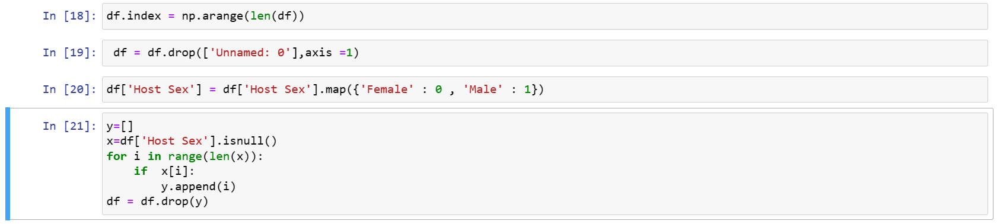 In [18]: df.index = np.arange(len(df))
In [19]:  df = df.drop(['Unnamed: 0'],axis =1)
In [20]: df['Host Sex'] = df['Host Sex'].map({'Female' : 0 , 'Male' : 1})
In [21]: y=[]
x=df['Host Sex'].isnull()
for i in range(len(x)):
    if  x[i]:
        y.append(i)
df = df.drop(y)